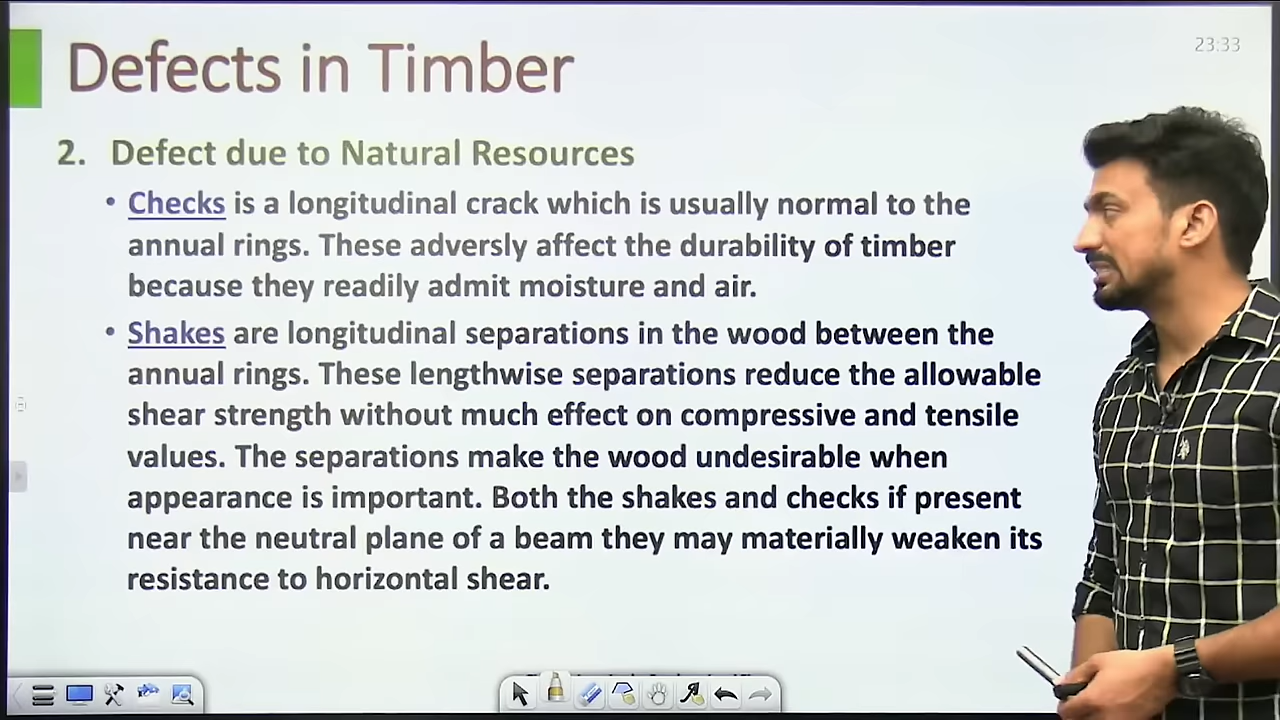 23:33
Defects in Timber
2. Defect due to Natural Resources
• Checks is a longitudinal crack which is usually normal to the
annual rings. These adversly affect the durability of timber
because they readily admit moisture and air.
• Shakes are longitudinal separations in the wood between the
annual rings. These lengthwise separations reduce the allowable
shear strength without much effect on compressive and tensile
values. The separations make the wood undesirable when
appearance is important. Both the shakes and checks if present
near the neutral plane of a beam they may materially weaken its
resistance to horizontal shear.